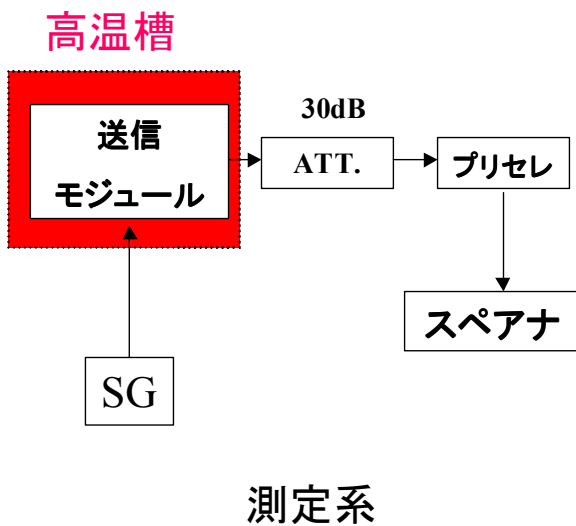 高温槽
送信
モジュール
30dB
ATT.
プリセレ
スペアナ
SG
測定系